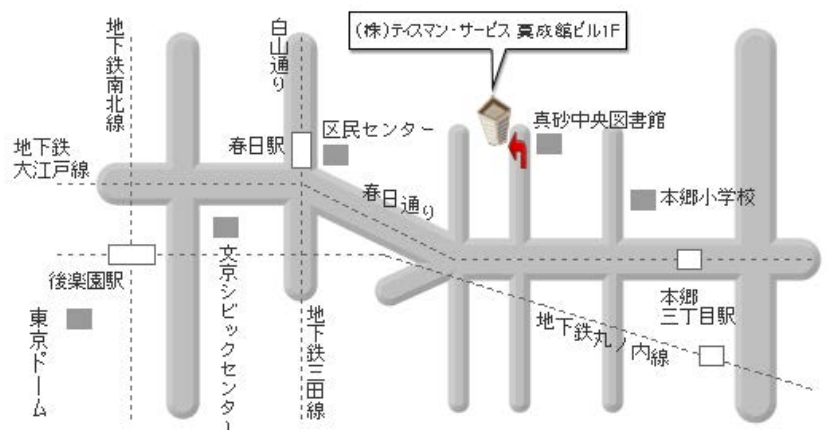 (株)ティスマン・サービス 真成館ビル1F
地下鉄南北線
白山通り
春日駅
区民センター
真砂中央図書館
地下鉄
大江戸線
春日通り
本郷小学校
後楽園駅
文京シビックセンター
東京ドーム
地下鉄三田線
本郷
三丁目駅
地下鉄丸ノ内線